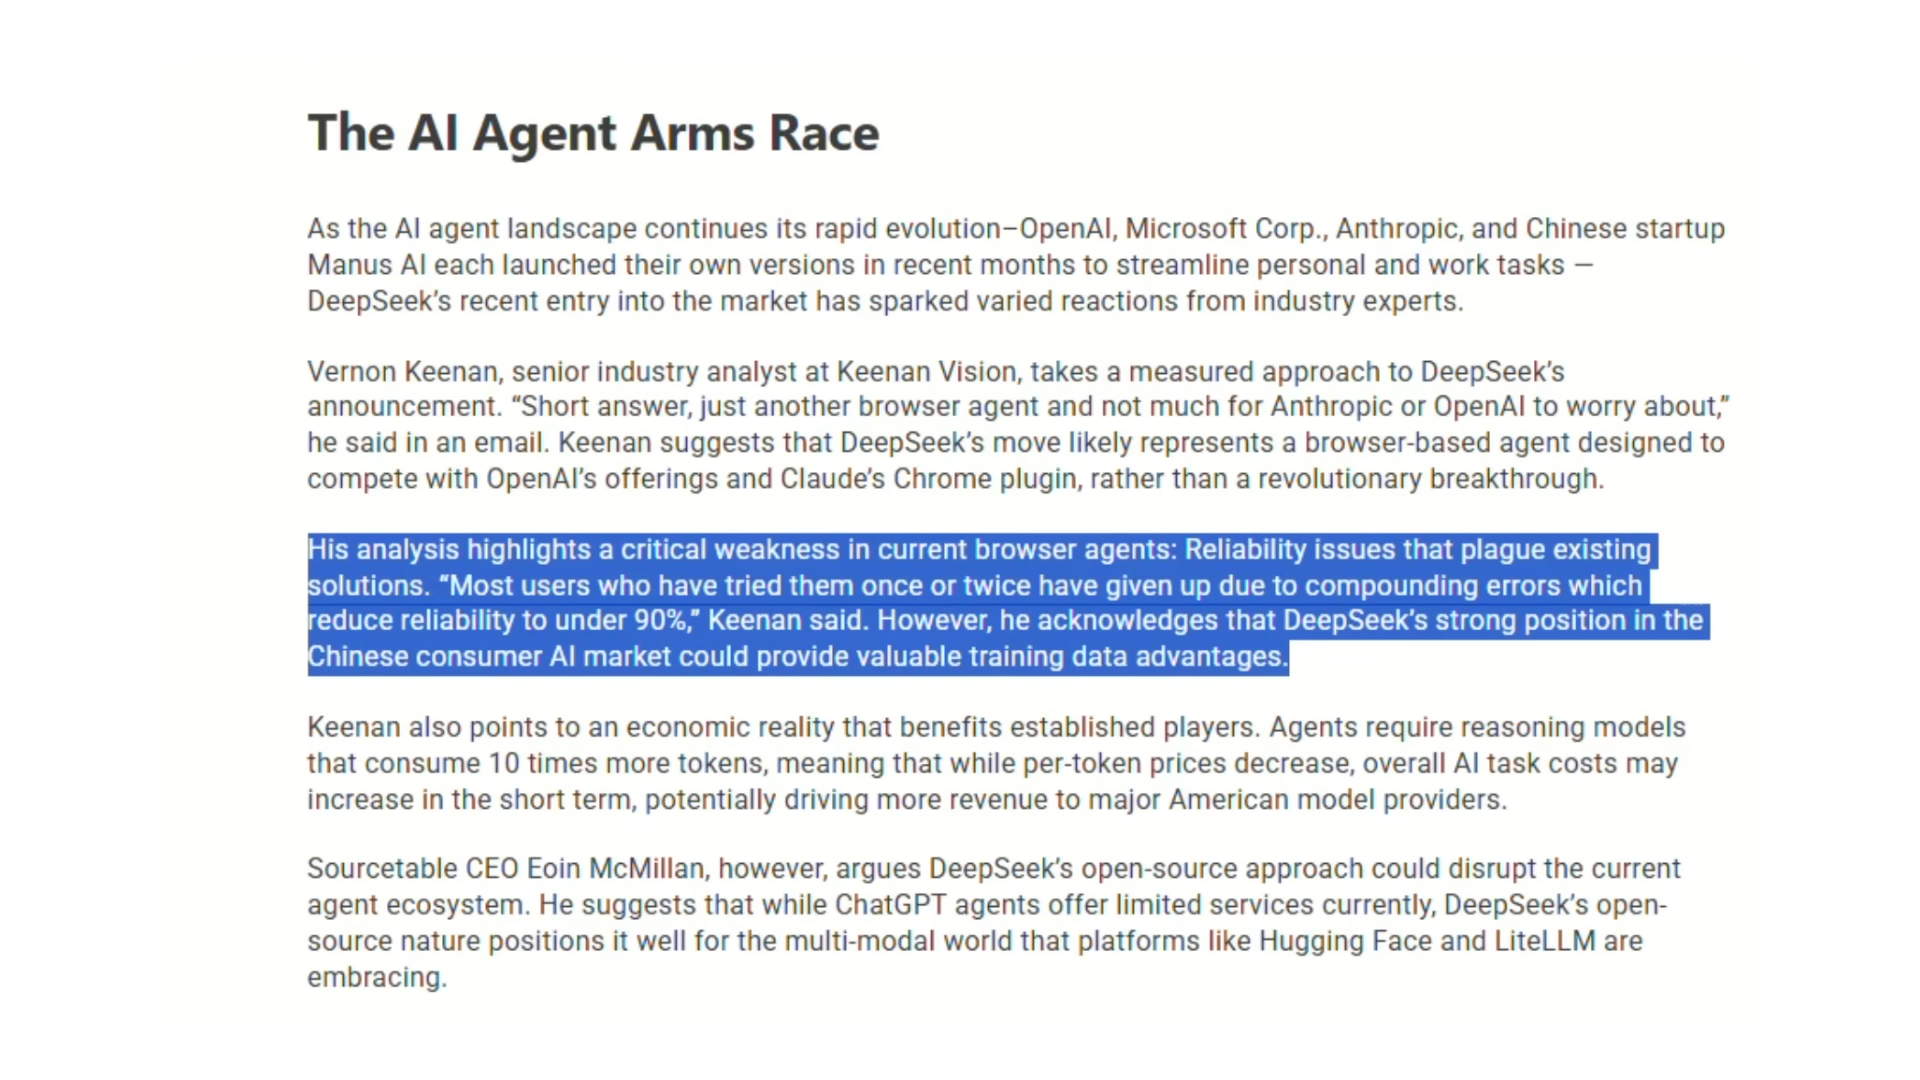 The AI Agent Arms Race
As the AI agent landscape continues its rapid evolution–OpenAI, Microsoft Corp., Anthropic, and Chinese startup
Manus AI each launched their own versions in recent months to streamline personal and work tasks —
DeepSeek’s recent entry into the market has sparked varied reactions from industry experts.
Vernon Keenan, senior industry analyst at Keenan Vision, takes a measured approach to DeepSeek’s
announcement. “Short answer, just another browser agent and not much for Anthropic or OpenAI to worry about,”
he said in an email. Keenan suggests that DeepSeek’s move likely represents a browser-based agent designed to
compete with OpenAI’s offerings and Claude’s Chrome plugin, rather than a revolutionary breakthrough.
His analysis highlights a critical weakness in current browser agents: Reliability issues that plague existing
solutions. “Most users who have tried them once or twice have given up due to compounding errors which
reduce reliability to under 90%,” Keenan said. However, he acknowledges that DeepSeek’s strong position in the
Chinese consumer AI market could provide valuable training data advantages.
Keenan also points to an economic reality that benefits established players. Agents require reasoning models
that consume 10 times more tokens, meaning that while per-token prices decrease, overall AI task costs may
increase in the short term, potentially driving more revenue to major American model providers.
Sourcetable CEO Eoin McMillan, however, argues DeepSeek’s open-source approach could disrupt the current
agent ecosystem. He suggests that while ChatGPT agents offer limited services currently, DeepSeek’s open-
source nature positions it well for the multi-modal world that platforms like Hugging Face and LiteLLM are
embracing.